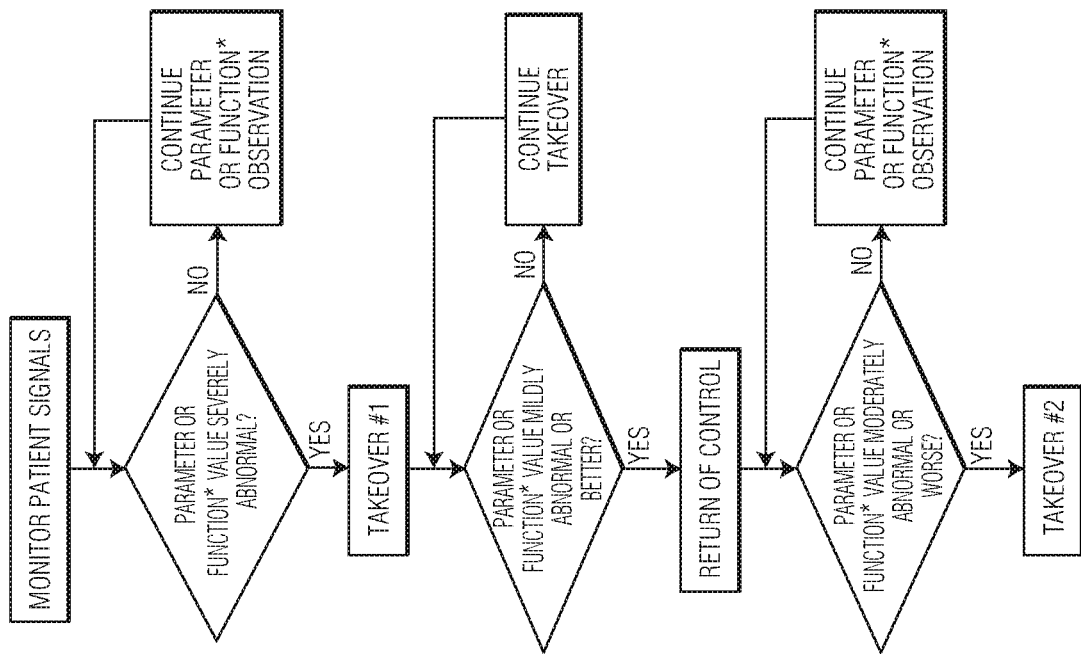 MONITOR PATIENT SIGNALS
PARAMETER OR
FUNCTION* VALUE SEVERELY
ABNORMAL?
NO
CONTINUE
PARAMETER
OR FUNCTION*
OBSERVATION
YES
TAKEOVER #1
PARAMETER OR
FUNCTION* VALUE MILDLY
ABNORMAL OR
BETTER?
NO
CONTINUE
TAKEOVER
YES
RETURN OF CONTROL
PARAMETER OR
FUNCTION* VALUE MODERATELY
ABNORMAL OR
WORSE?
NO
CONTINUE
PARAMETER
OR FUNCTION*
OBSERVATION
YES
TAKEOVER #2